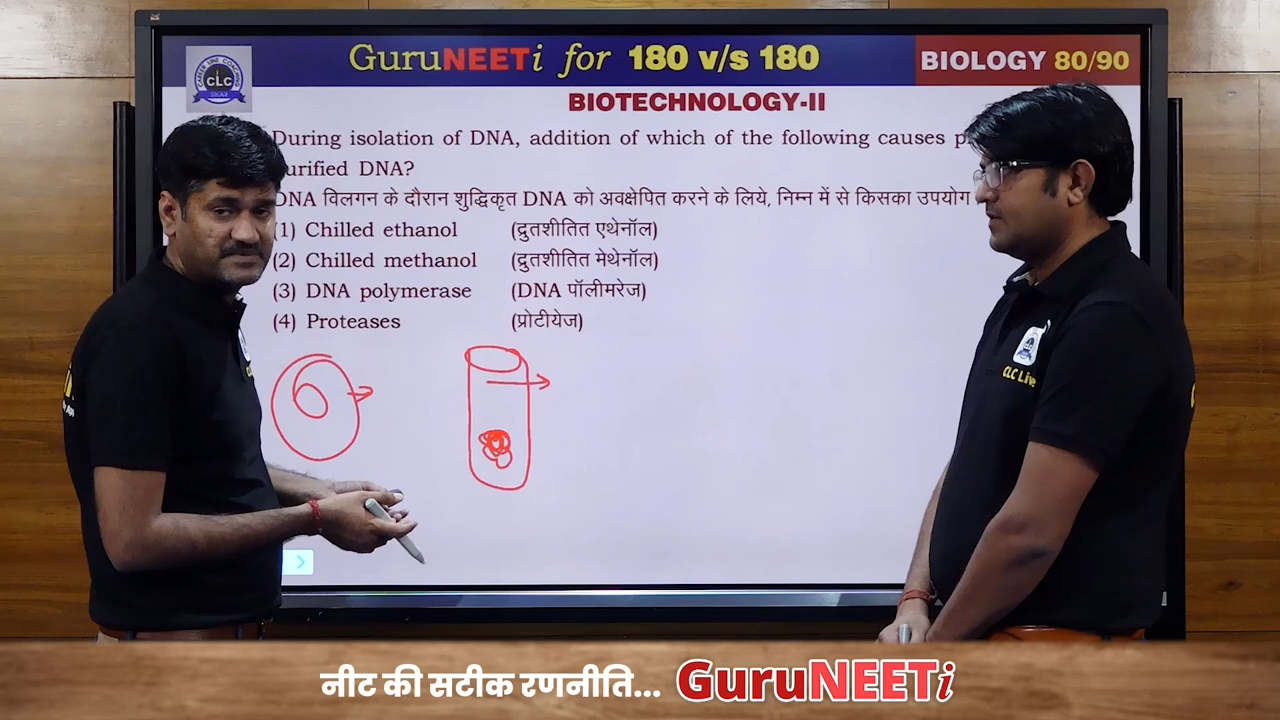 GuruNEETi for 180 v/s 180
BIOLOGY 80/90
CLC
SIKAR
BIOTECHNOLOGY-II
During isolation of DNA, addition of which of the following causes
DNA?
DNA विलगन के दौरान शुद्धिकृत DNA को अवक्षेपित करने के लिये, निम्न में से किसका उपयोग
(1) Chilled ethanol (द्रुतशीतित एथेनॉल)
(2) Chilled methanol (द्रुतशीतित मेथेनॉल)
(3) DNA polymerase (DNA पॉलीमरेज)
(4) Proteases (प्रोटीयेज)
CLC Live
नीट की सटीक रणनीति... GuruNEETi